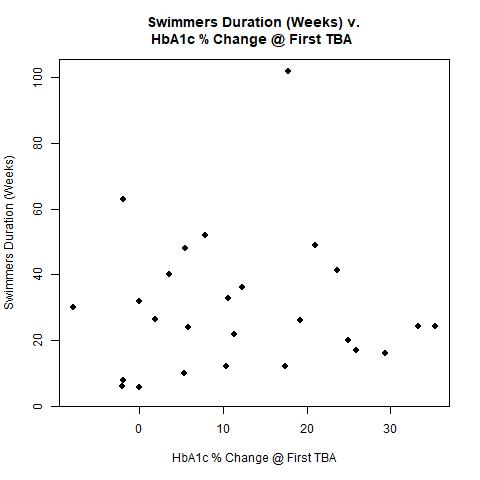 Swimmers Duration (Weeks) v.
HbA1c % Change @ First TBA
Swimmers Duration (Weeks)
100
80
60
40
20
0
0 10 20 30
HbA1c % Change @ First TBA